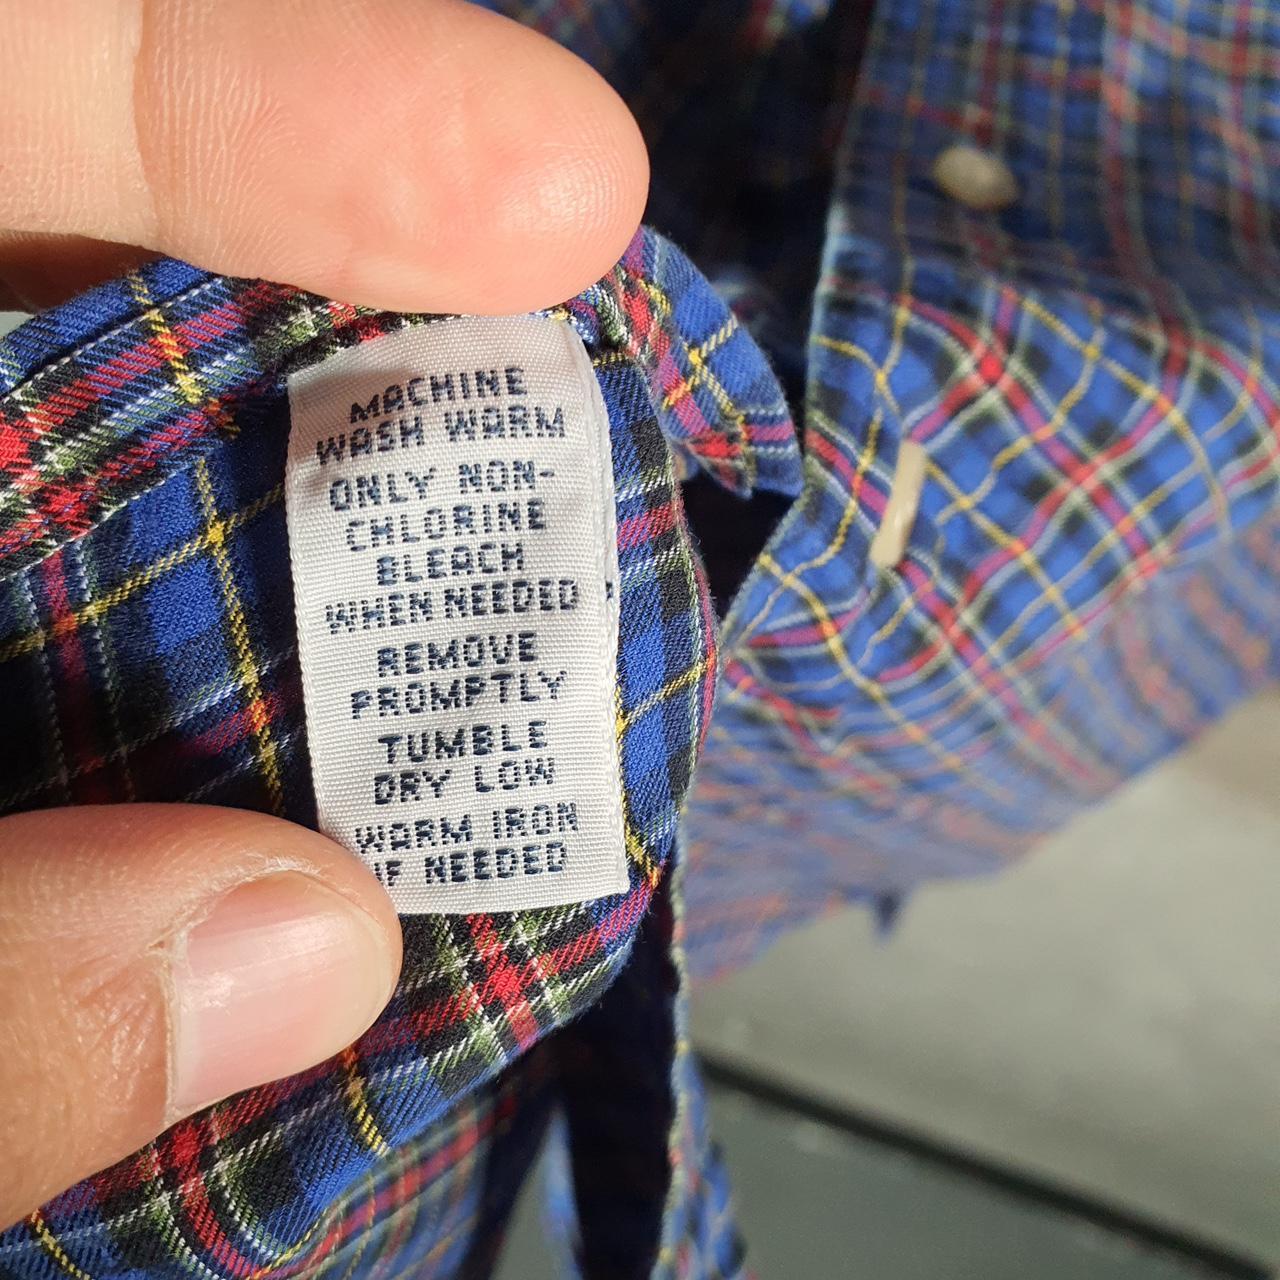 MACHINE
WASH WARM
ONLY NON-
CHLORINE
BLEACH
WHEN NEEDED
REMOVE
PROMPTLY
TUMBLE
DRY LOW
WARM IRON
IF NEEDED